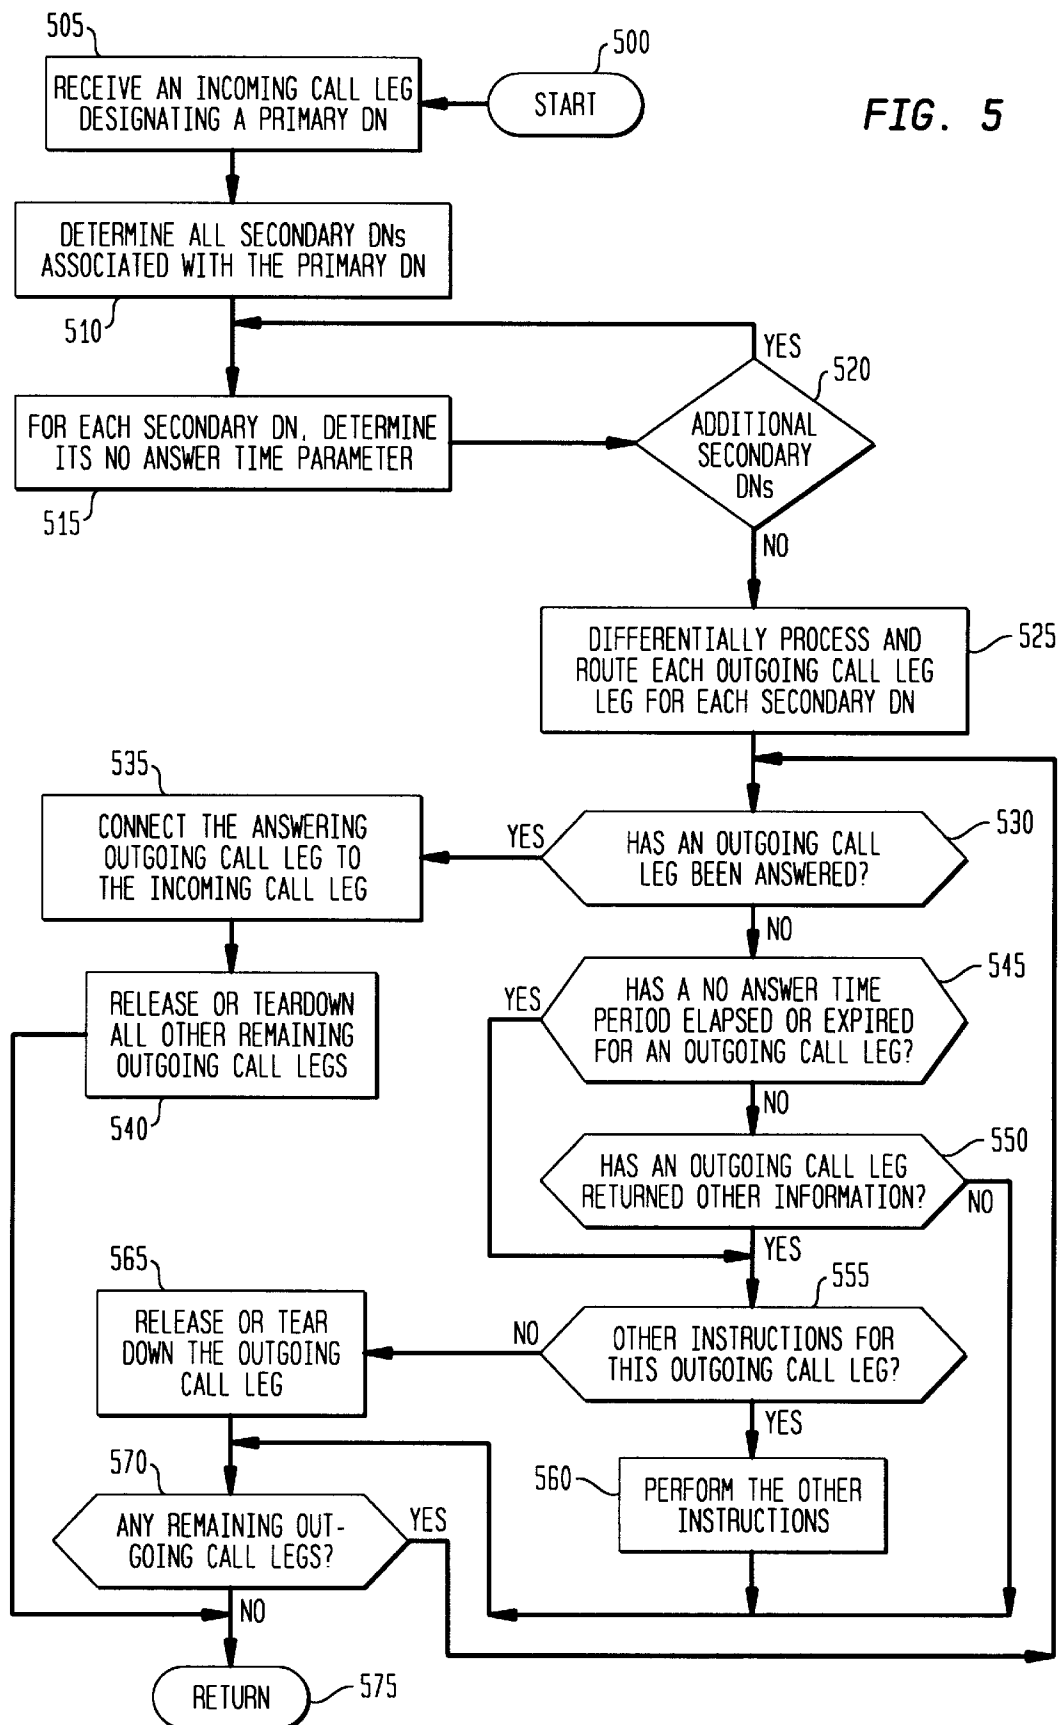 505
500
RECEIVE AN INCOMING CALL LEG
DESIGNATING A PRIMARY DN
START
FIG. 5
DETERMINE ALL SECONDARY DNs
ASSOCIATED WITH THE PRIMARY DN
510
YES
520
FOR EACH SECONDARY DN, DETERMINE
ITS NO ANSWER TIME PARAMETER
515
ADDITIONAL
SECONDARY
DNs
NO
DIFFERENTIALLY PROCESS AND
ROUTE EACH OUTGOING CALL LEG
LEG FOR EACH SECONDARY DN
525
535
CONNECT THE ANSWERING
OUTGOING CALL LEG TO
THE INCOMING CALL LEG
YES
HAS AN OUTGOING CALL
LEG BEEN ANSWERED?
530
NO
RELEASE OR TEARDOWN
ALL OTHER REMAINING
OUTGOING CALL LEGS
540
YES
HAS A NO ANSWER TIME
PERIOD ELAPSED OR EXPIRED
FOR AN OUTGOING CALL LEG?
545
NO
HAS AN OUTGOING CALL LEG
RETURNED OTHER INFORMATION?
550
NO
YES
565
RELEASE OR TEAR
DOWN THE OUTGOING
CALL LEG
NO
555
OTHER INSTRUCTIONS FOR
THIS OUTGOING CALL LEG?
YES
570
ANY REMAINING OUT-
GOING CALL LEGS?
YES
560
PERFORM THE OTHER
INSTRUCTIONS
NO
RETURN
575